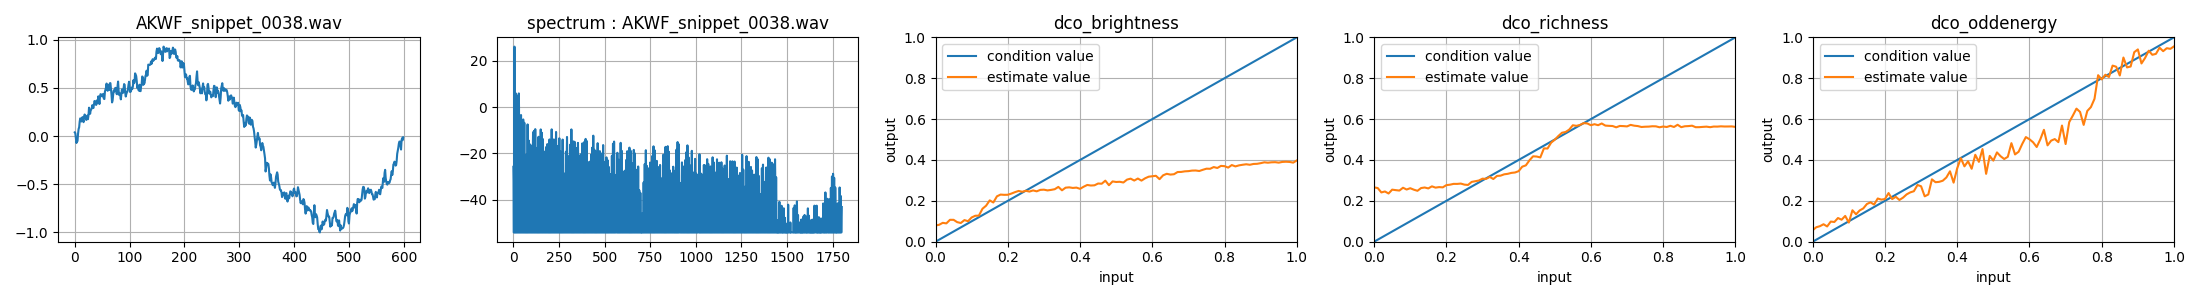 AKWF_snippet_0038.wav
1.0
0.5
0.0
−0.5
−1.0
0 100 200 300 400 500 600
spectrum : AKWF_snippet_0038.wav
20
0
−20
−40
0 250 500 750 1000 1250 1500 1750
dco_brightness
condition value
estimate value
output
1.0
0.8
0.6
0.4
0.2
0.0
0.0 0.2 0.4 0.6 0.8 1.0
input
dco_richness
condition value
estimate value
output
1.0
0.8
0.6
0.4
0.2
0.0
0.0 0.2 0.4 0.6 0.8 1.0
input
dco_oddenergy
condition value
estimate value
output
1.0
0.8
0.6
0.4
0.2
0.0
0.0 0.2 0.4 0.6 0.8 1.0
input